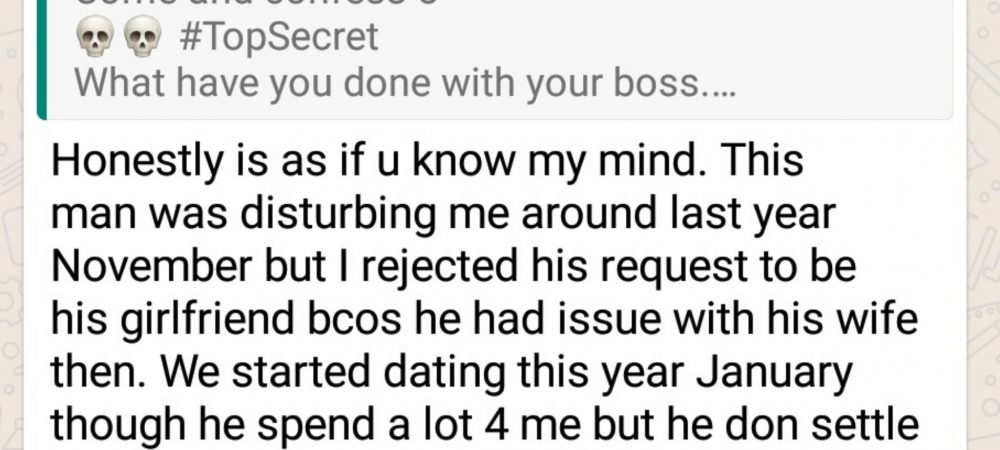 💀💀 #TopSecret
What have you done with your boss....
Honestly is as if u know my mind. This
man was disturbing me around last year
November but I rejected his request to be
his girlfriend bcos he had issue with his wife
then. We started dating this year January
though he spend a lot 4 me but he don settle